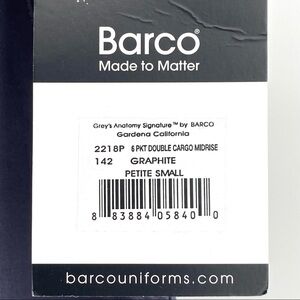 Barco®
Made to Matter
Grey's Anatomy Signature™ by BARCO
Gardena California
2218P 6 PKT DOUBLE CARGO MIDRISE
142 GRAPHITE
PETITE SMALL
8 83884 05840 0
barcouniforms.com